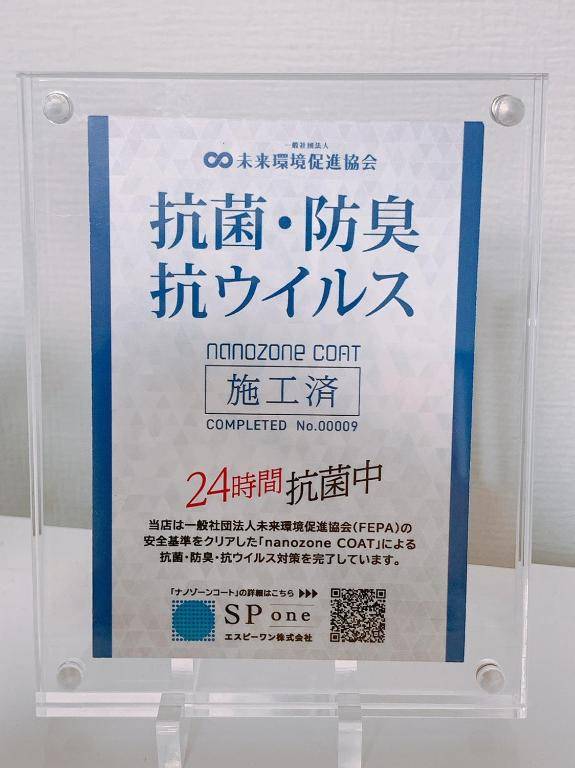 一般社団法人
未来環境促進協会
抗菌・防臭
抗ウイルス
nanozone COAT
施工済
COMPLETED No.00009
24時間抗菌中
当店は一般社団法人未来環境促進協会(FEPA)の
安全基準をクリアした「nanozone COAT」による
抗菌・防臭・抗ウイルス対策を完了しています。
「ナノゾーンコート」の詳細はこちら ▶▶▶
SP one
エスピーワン株式会社